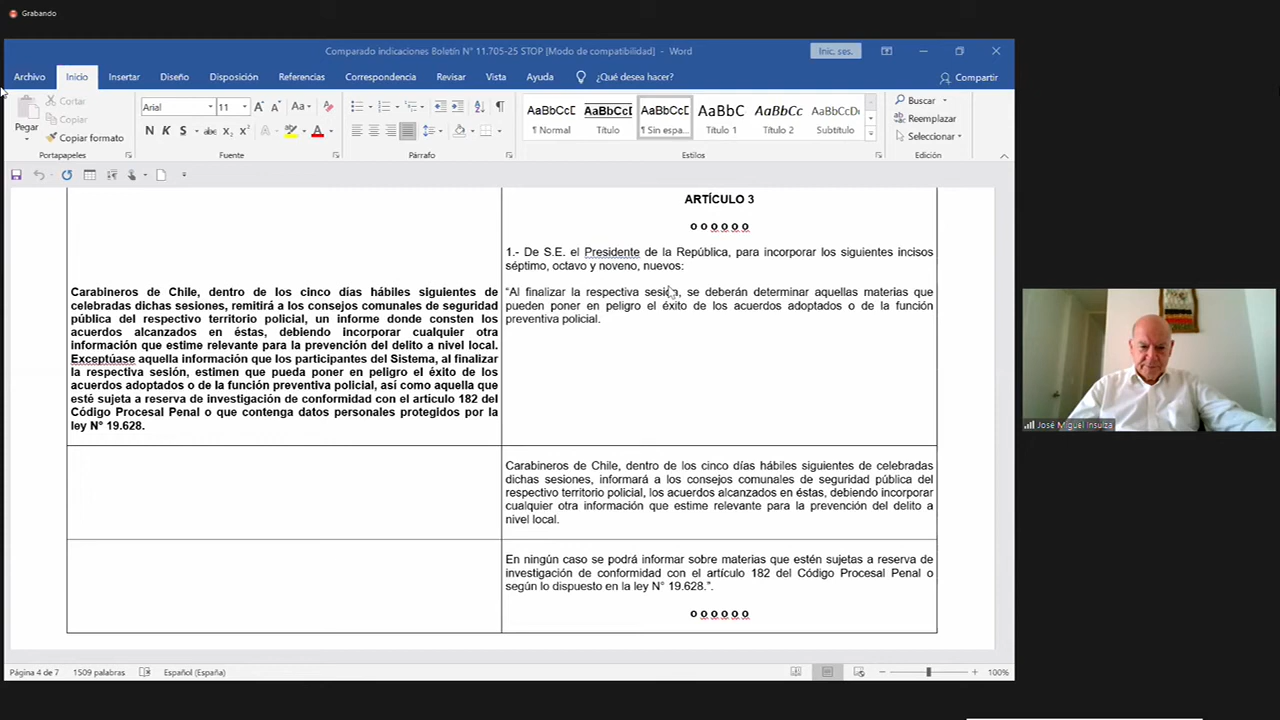 Grabando
Comparado indicaciones Boletín N° 11.705-25 STOP [Modo de compatibilidad] - Word
Inic. ses.
Archivo Inicio Insertar Diseño Disposición Referencias Correspondencia Revisar Vista Ayuda ¿Qué desea hacer? Compartir
Pegar
Cortar
Copiar
Copiar formato
Portapapeles
Arial 11
N K S abc x₂ x²
Fuente
Párrafo
AaBbCcD AaBbCcD AaBbCcD AaBbC AaBbCc AaBbCcDc
¶ Normal Título ¶ Sin espa... Título 1 Título 2 Subtítulo
Estilos
Buscar
Reemplazar
Seleccionar
Edición
Carabineros de Chile, dentro de los cinco días hábiles siguientes de
celebradas dichas sesiones, remitirá a los consejos comunales de seguridad
pública del respectivo territorio policial, un informe donde consten los
acuerdos alcanzados en éstas, debiendo incorporar cualquier otra
información que estime relevante para la prevención del delito a nivel local.
Exceptúase aquella información que los participantes del Sistema, al finalizar
la respectiva sesión, estimen que pueda poner en peligro el éxito de los
acuerdos adoptados o de la función preventiva policial, así como aquella que
esté sujeta a reserva de investigación de conformidad con el artículo 182 del
Código Procesal Penal o que contenga datos personales protegidos por la
ley N° 19.628.
ARTÍCULO 3
o o o o o o
1.- De S.E. el Presidente de la República, para incorporar los siguientes incisos
séptimo, octavo y noveno, nuevos:
“Al finalizar la respectiva sesión, se deberán determinar aquellas materias que
pueden poner en peligro el éxito de los acuerdos adoptados o de la función
preventiva policial.
Carabineros de Chile, dentro de los cinco días hábiles siguientes de celebradas
dichas sesiones, informará a los consejos comunales de seguridad pública del
respectivo territorio policial, los acuerdos alcanzados en éstas, debiendo incorporar
cualquier otra información que estime relevante para la prevención del delito a
nivel local.
En ningún caso se podrá informar sobre materias que estén sujetas a reserva de
investigación de conformidad con el artículo 182 del Código Procesal Penal o
según lo dispuesto en la ley N° 19.628.”.
o o o o o o
José Miguel Insulza
Página 4 de 7 1509 palabras Español (España) 100%